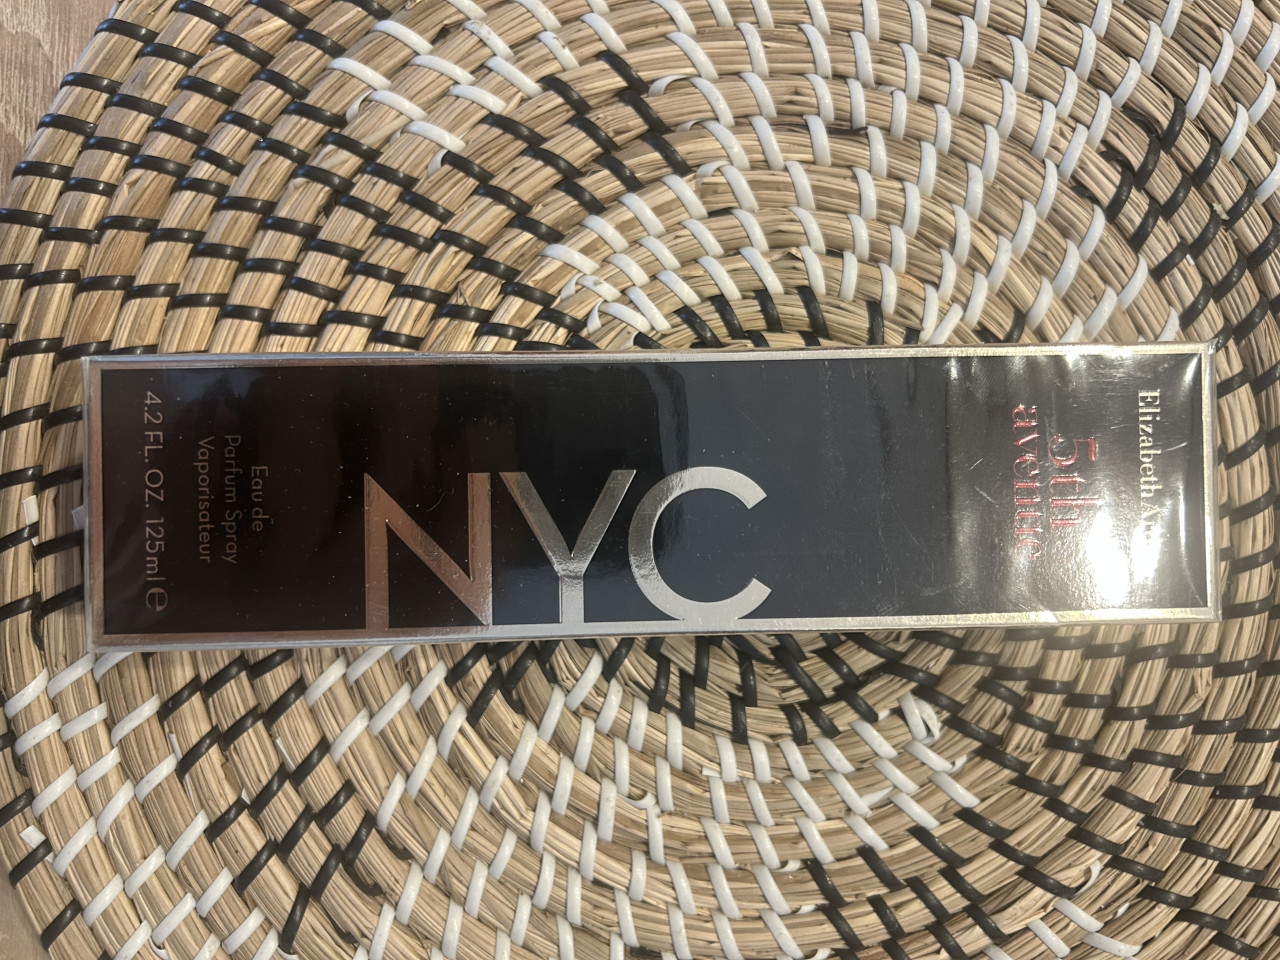 Elizabeth
5th
avenue
NYC
Eau de
Parfum Spray
Vaporisateur
4.2 FL. OZ. 125ml ℮